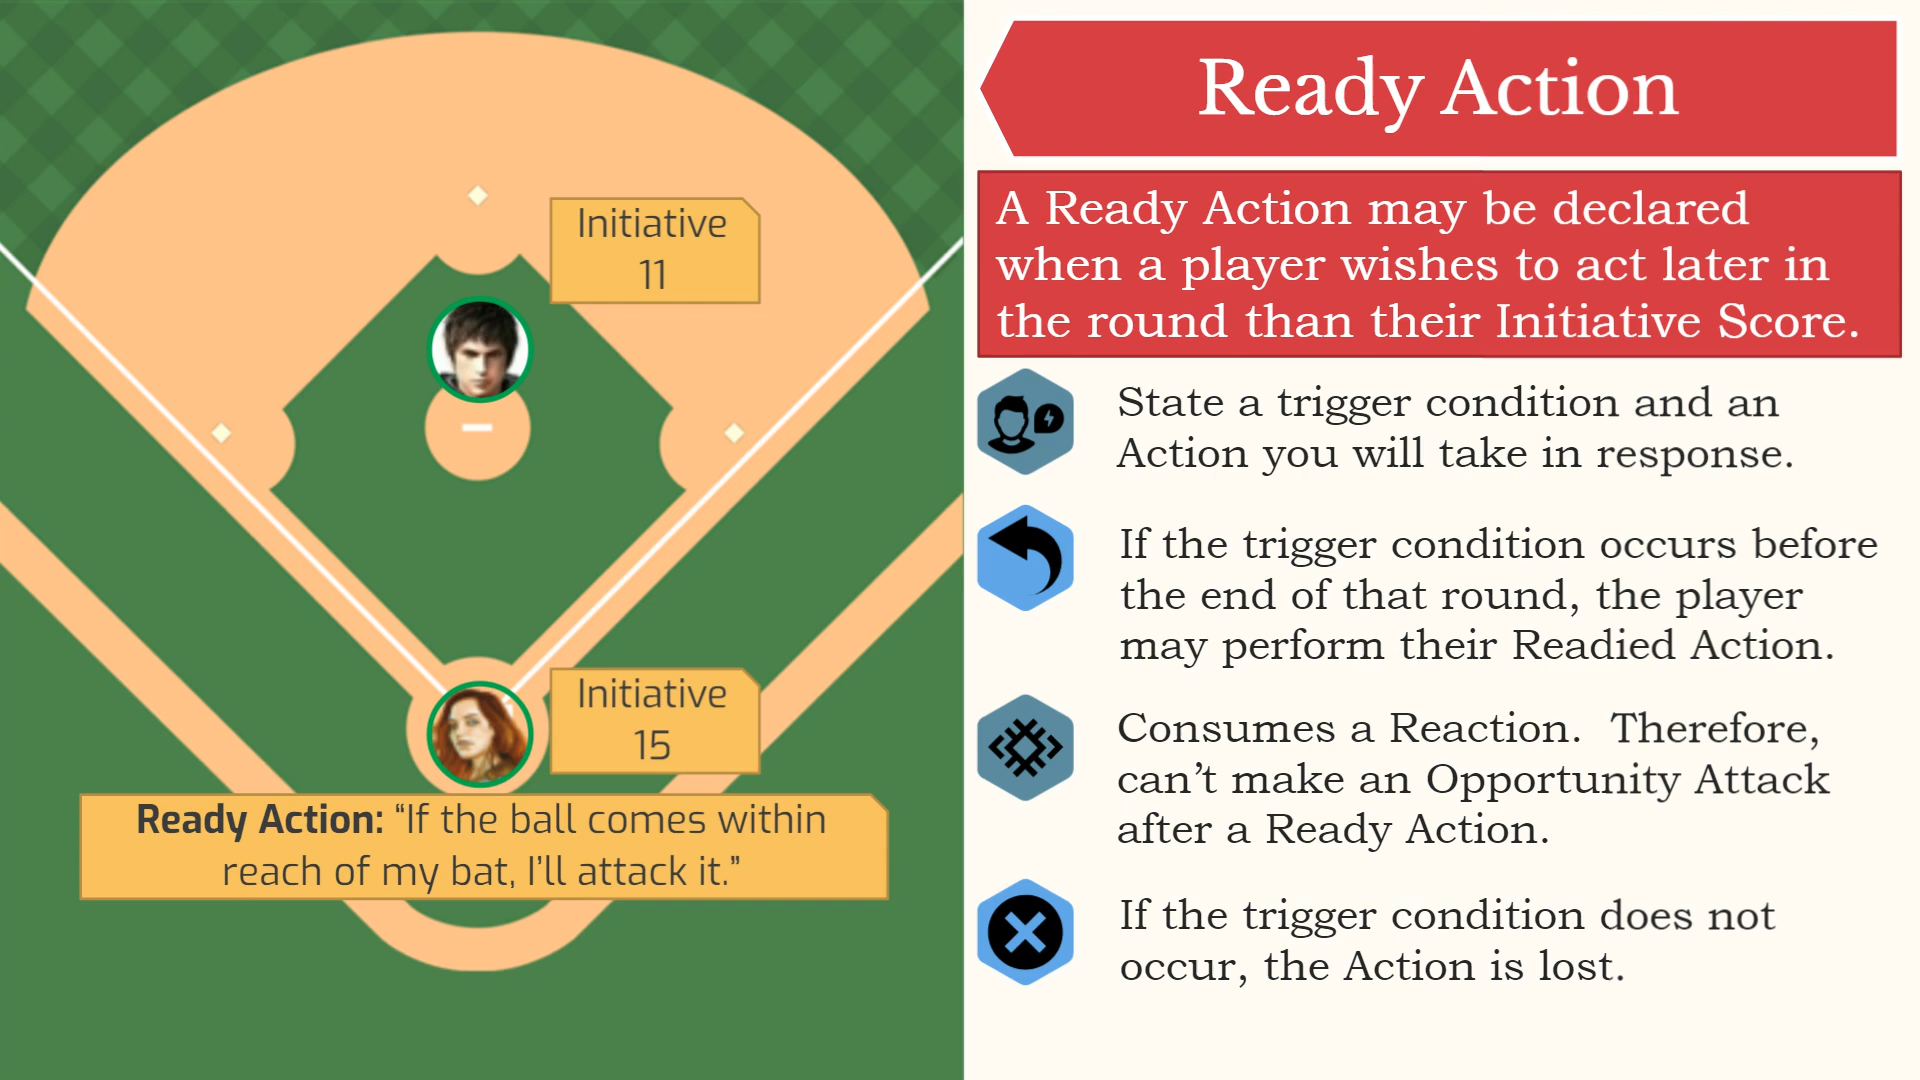 Ready Action
A Ready Action may be declared
when a player wishes to act later in
the round than their Initiative Score.
State a trigger condition and an
Action you will take in response.
If the trigger condition occurs before
the end of that round, the player
may perform their Readied Action.
Consumes a Reaction.  Therefore,
can’t make an Opportunity Attack
after a Ready Action.
If the trigger condition does not
occur, the Action is lost.
Initiative
11
Initiative
15
Ready Action: “If the ball comes within
reach of my bat, I’ll attack it.”